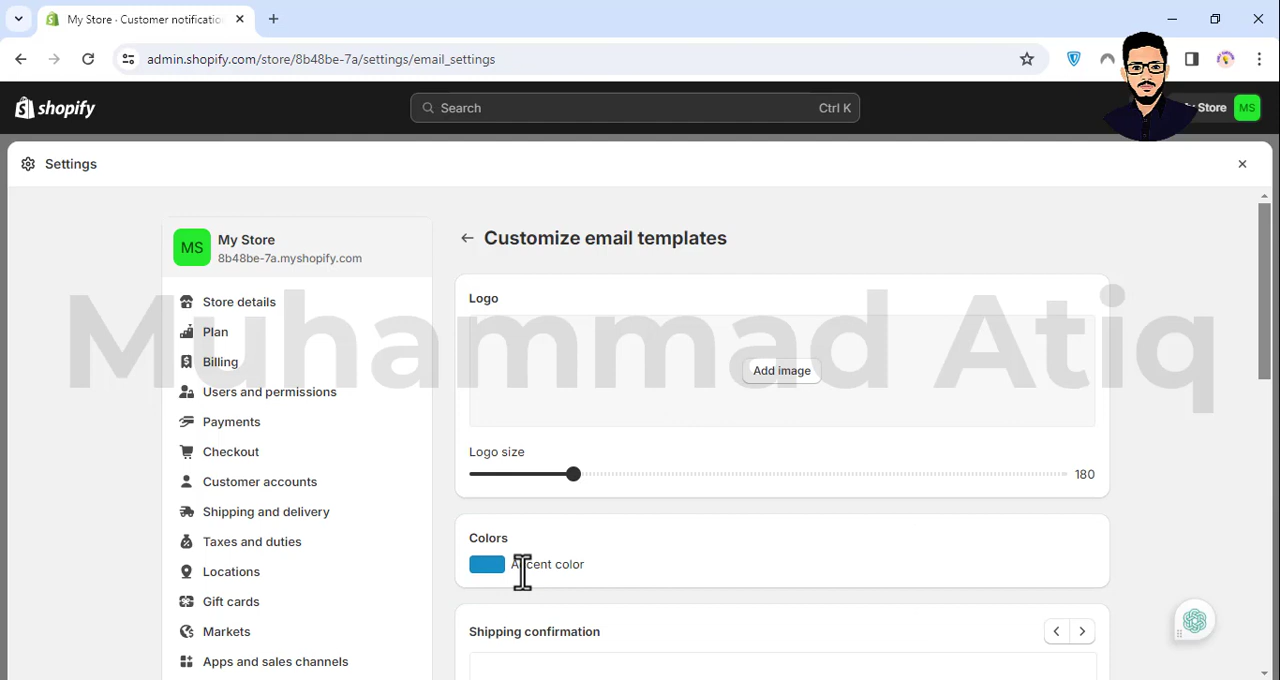 My Store · Customer notificatio
admin.shopify.com/store/8b48be-7a/settings/email_settings
shopify
Search
Ctrl K
Store
MS
Settings
MS
My Store
8b48be-7a.myshopify.com
Store details
Plan
Billing
Users and permissions
Payments
Checkout
Customer accounts
Shipping and delivery
Taxes and duties
Locations
Gift cards
Markets
Apps and sales channels
Customize email templates
Logo
Add image
Logo size
180
Colors
Accent color
Shipping confirmation
Muhammad Atiq